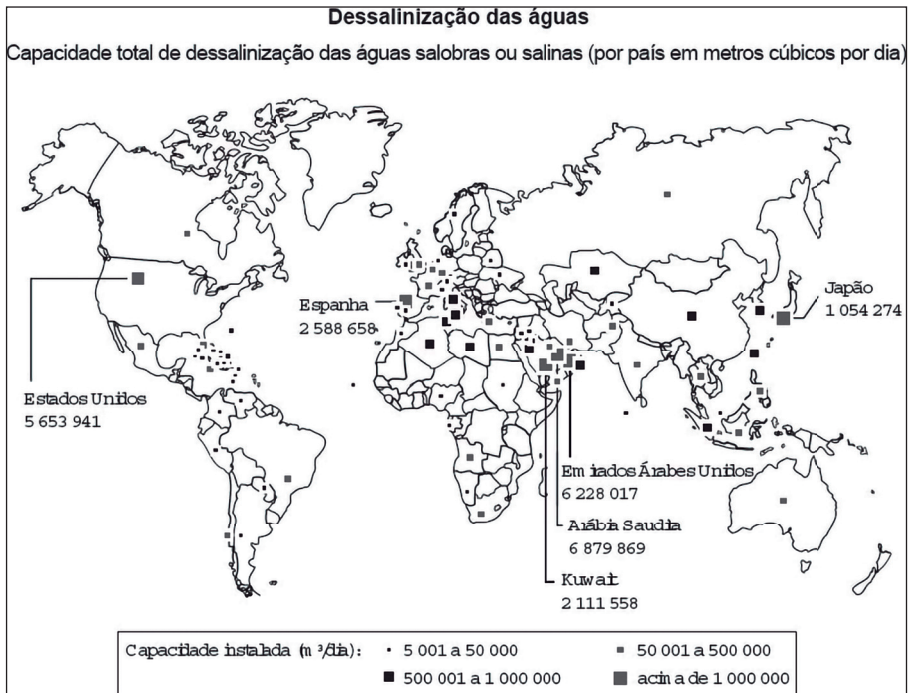 Dessalinização das águas
Capacidade total de dessalinização das águas salobras ou salinas (por país em metros cúbicos por dia)
Japão
1 054 274
Espanha
2 588 658
Estados Unidos
5 653 941
Emirados Árabes Unidos
6 228 017
Arábia Saudia
6 879 869
Kuwait
2 111 558
Capacidade instalada (m³/dia):
5 001 a 50 000
50 001 a 500 000
500 001 a 1 000 000
acima de 1 000 000